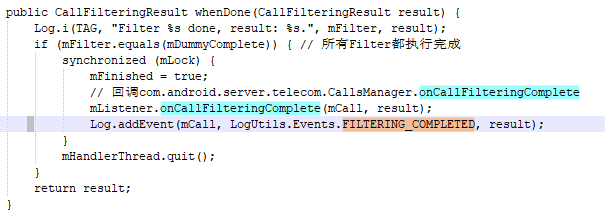 public CallFilteringResult whenDone(CallFilteringResult result) {
    Log.i(TAG, "Filter %s done, result: %s.", mFilter, result);
    if (mFilter.equals(mDummyComplete)) { // 所有Filter都执行完成
        synchronized (mLock) {
            mFinished = true;
            // 回调com.android.server.telecom.CallsManager.onCallFilteringComplete
            mListener.onCallFilteringComplete(mCall, result);
            Log.addEvent(mCall, LogUtils.Events.FILTERING_COMPLETED, result);
        }
        mHandlerThread.quit();
    }
    return result;